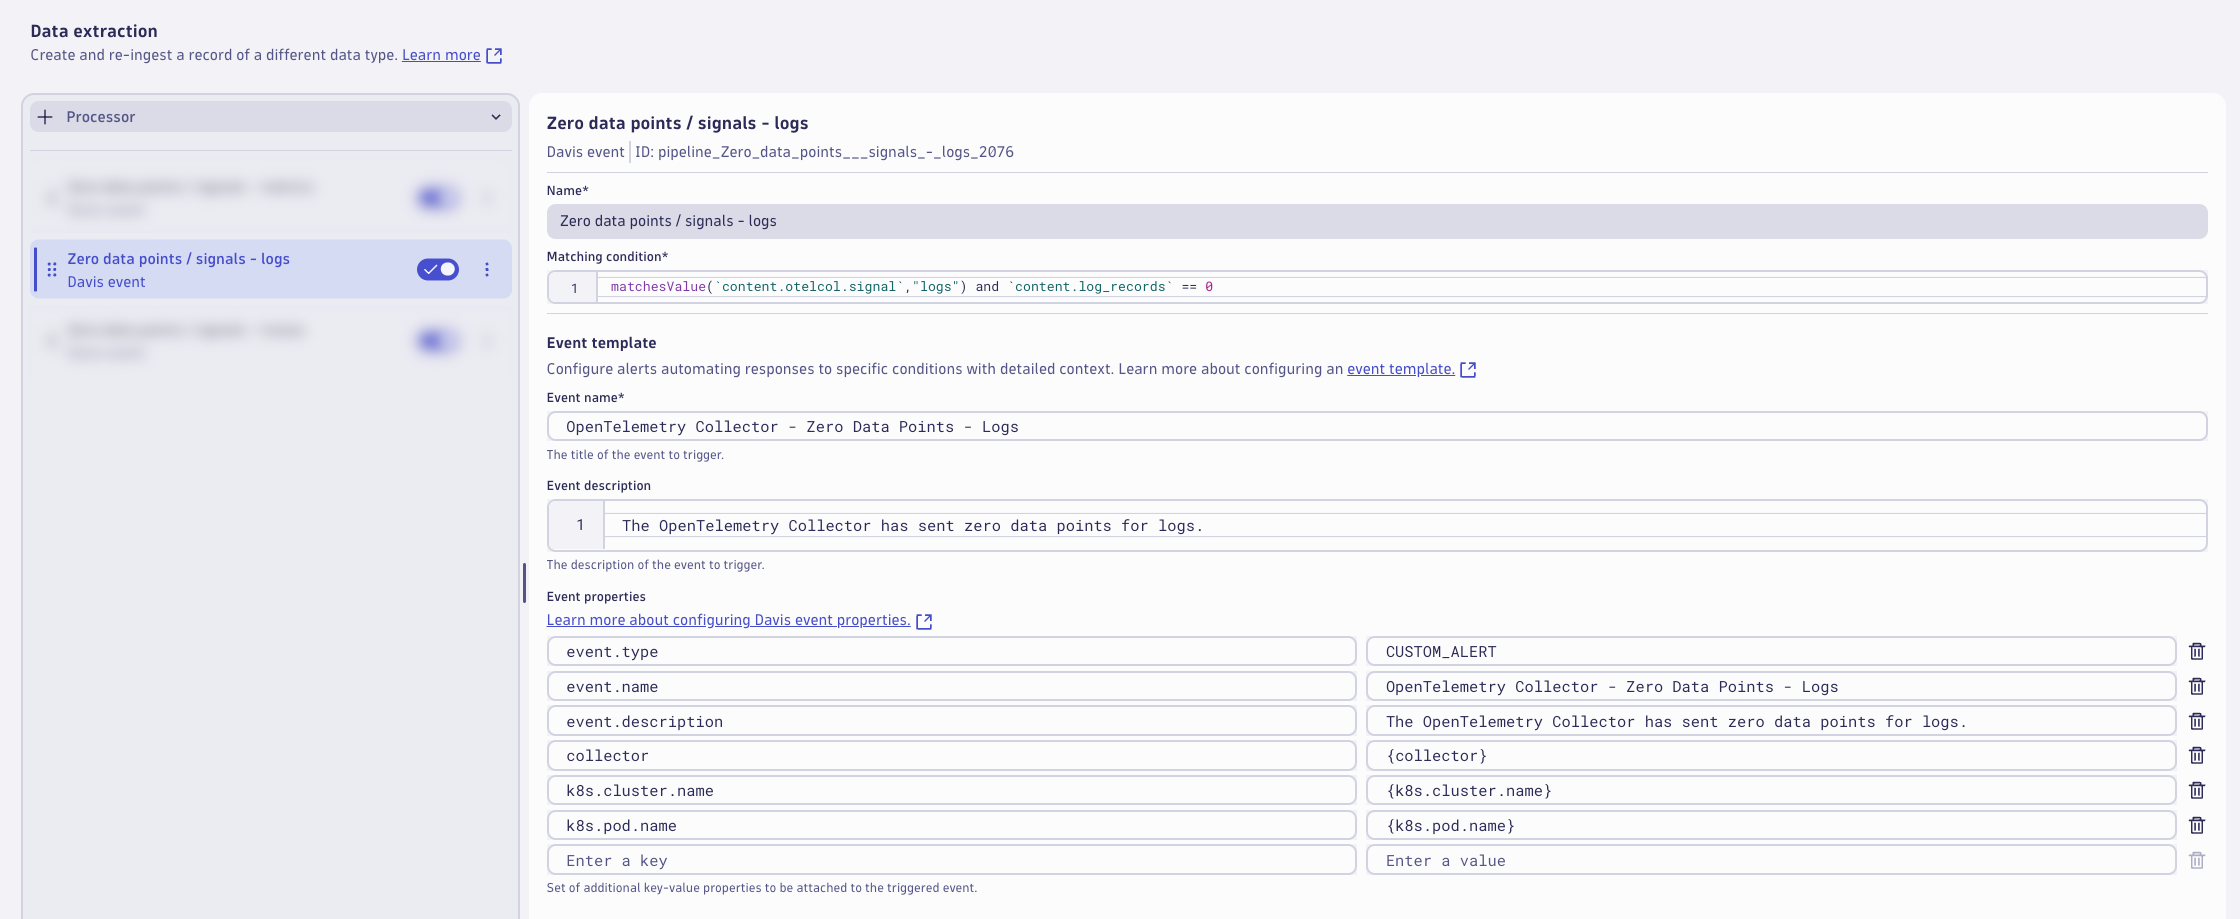 Data extraction
Create and re-ingest a record of a different data type. Learn more
Processor
Zero data points / signals - logs
Davis event
Zero data points / signals - logs
Davis event | ID: pipeline_Zero_data_points___signals_-_logs_2076
Name*
Zero data points / signals - logs
Matching condition*
1 matchesValue(`content.otelcol.signal`,"logs") and `content.log_records` == 0
Event template
Configure alerts automating responses to specific conditions with detailed context. Learn more about configuring an event template.
Event name*
OpenTelemetry Collector - Zero Data Points - Logs
The title of the event to trigger.
Event description
1 The OpenTelemetry Collector has sent zero data points for logs.
The description of the event to trigger.
Event properties
Learn more about configuring Davis event properties.
event.type CUSTOM_ALERT
event.name OpenTelemetry Collector - Zero Data Points - Logs
event.description The OpenTelemetry Collector has sent zero data points for logs.
collector {collector}
k8s.cluster.name {k8s.cluster.name}
k8s.pod.name {k8s.pod.name}
Enter a key Enter a value
Set of additional key-value properties to be attached to the triggered event.